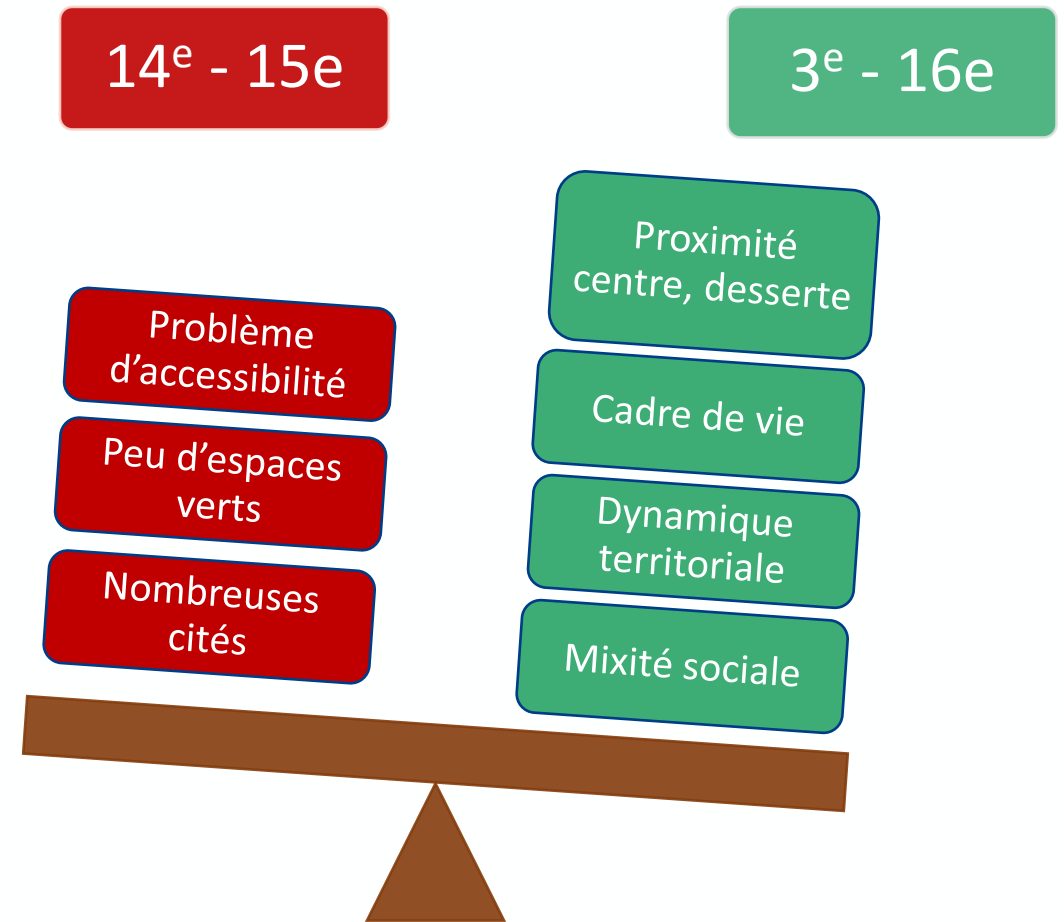 14ᵉ - 15e
3ᵉ - 16e
Problème
d’accessibilité
Peu d’espaces
verts
Nombreuses
cités
Proximité
centre, desserte
Cadre de vie
Dynamique
territoriale
Mixité sociale